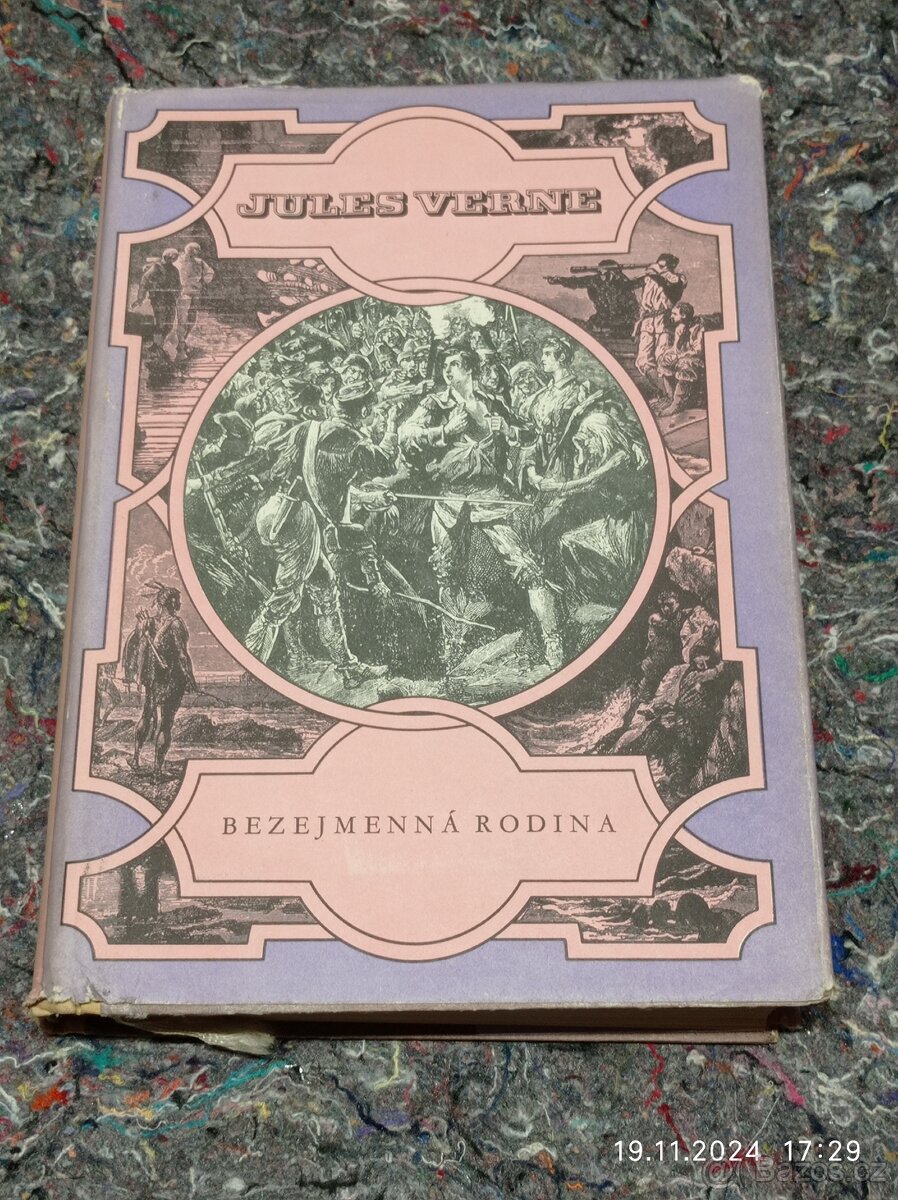 JULES VERNE
BEZEJMENNÁ RODINA
19.11.2024 17:29
Bazos.cz